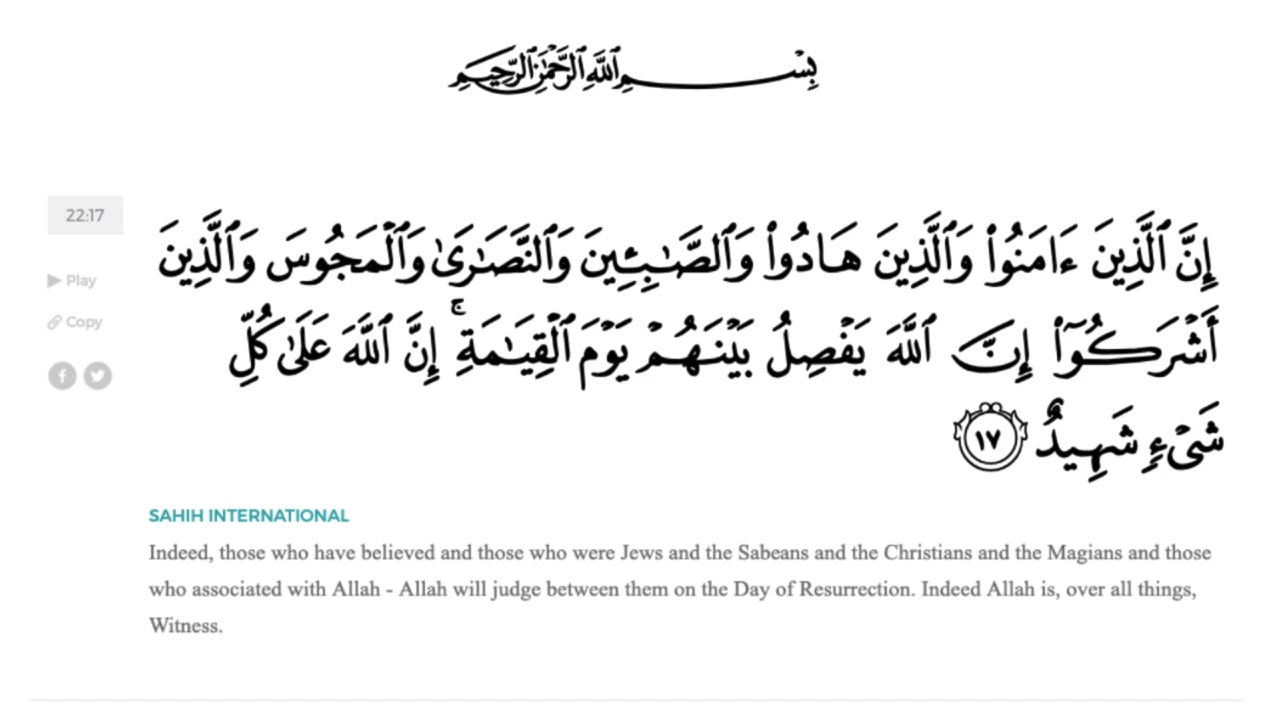 بِسْمِ ٱللَّهِ ٱلرَّحْمَٰنِ ٱلرَّحِيمِ
22:17
إِنَّ ٱلَّذِينَ ءَامَنُوا۟ وَٱلَّذِينَ هَادُوا۟ وَٱلصَّـٰبِـِٔينَ وَٱلنَّصَـٰرَىٰ وَٱلْمَجُوسَ وَٱلَّذِينَ
Play
أَشْرَكُوٓا۟ إِنَّ ٱللَّهَ يَفْصِلُ بَيْنَهُمْ يَوْمَ ٱلْقِيَـٰمَةِ ۚ إِنَّ ٱللَّهَ عَلَىٰ كُلِّ
Copy
شَىْءٍ شَهِيدٌ ١٧
SAHIH INTERNATIONAL
Indeed, those who have believed and those who were Jews and the Sabeans and the Christians and the Magians and those
who associated with Allah - Allah will judge between them on the Day of Resurrection. Indeed Allah is, over all things,
Witness.